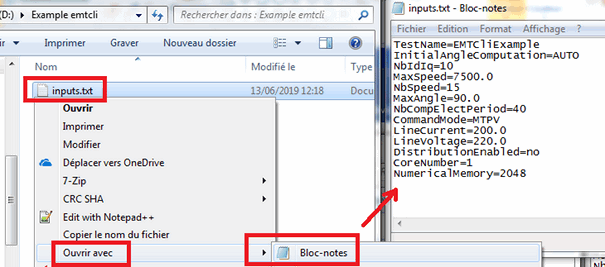 D:) ▸ Example emtcli
Rechercher dans : Example emtcli
Imprimer
Graver
Nouveau dossier
Nom
Modifié le
Type
inputs.txt
13/06/2019 12:18
Docu
Ouvrir
Imprimer
Modifier
Déplacer vers OneDrive
7-Zip
CRC SHA
Edit with Notepad++
Copier le nom du fichier
Ouvrir avec
Bloc-notes
inputs.txt - Bloc-notes
Fichier Edition Format Affichage ?
TestName=EMTCliExample
InitialAngleComputation=AUTO
NbIdIq=10
MaxSpeed=7500.0
NbSpeed=15
MaxAngle=90.0
NbCompElectPeriod=40
CommandMode=MTPV
LineCurrent=200.0
LineVoltage=220.0
DistributionEnabled=no
CoreNumber=1
NumericalMemory=2048